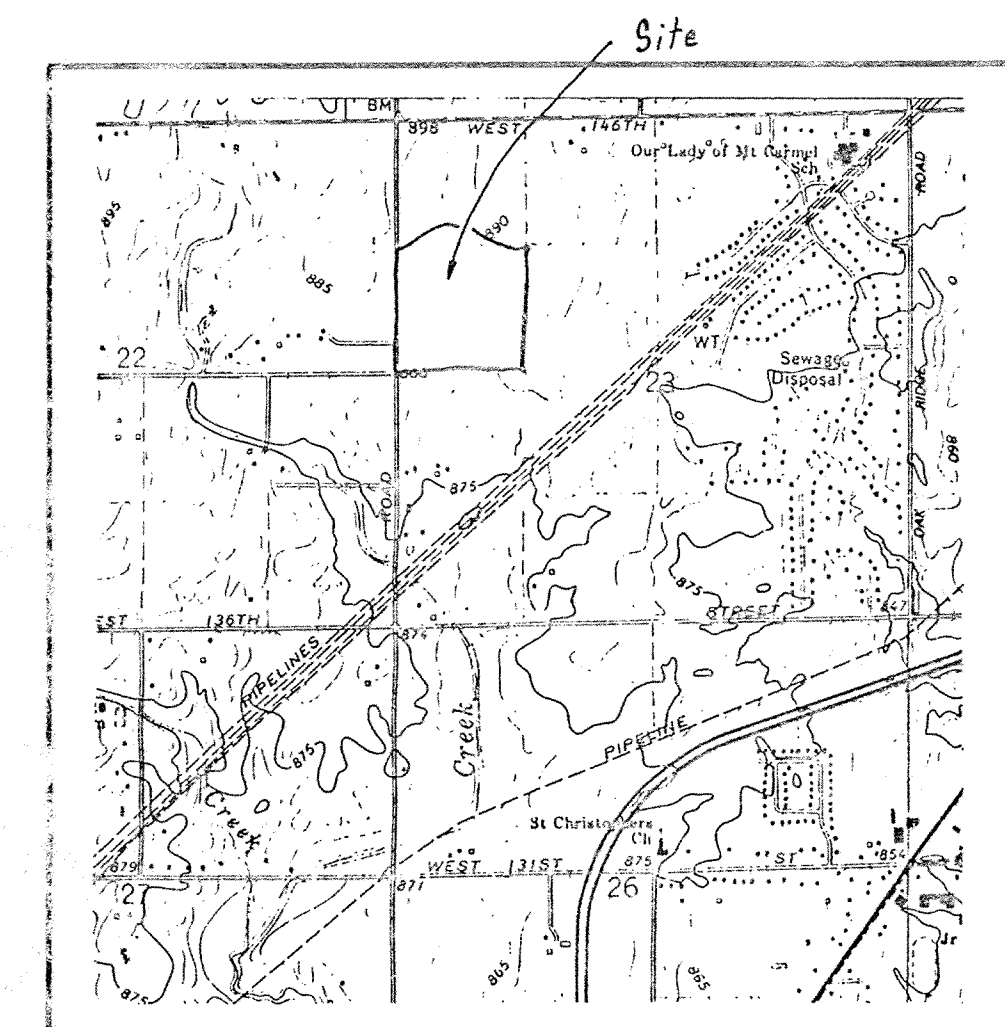 Site
BM
898 WEST 146TH
Our Lady of Mt Carmel
Sch
ROAD
895
890
885
WT
22
23
Sewage
Disposal
RIDGE
860
875
ROAD
OAK
875
STREET
847
136TH
874
PIPELINES
Creek
PIPELINE
875
Creek
St Christophers
Ch
879
WEST 131ST
875
ST
854
27
871
26
Jr
865
865
875